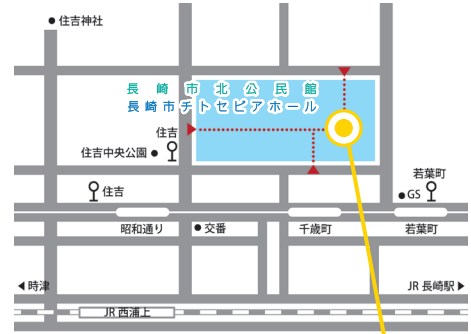 住吉神社
長崎市北公民館
長崎市チトセピアホール
住吉
住吉中央公園
若葉町
住吉
GS
昭和通り
交番
千歳町
若葉町
時津
JR 長崎駅
JR 西浦上